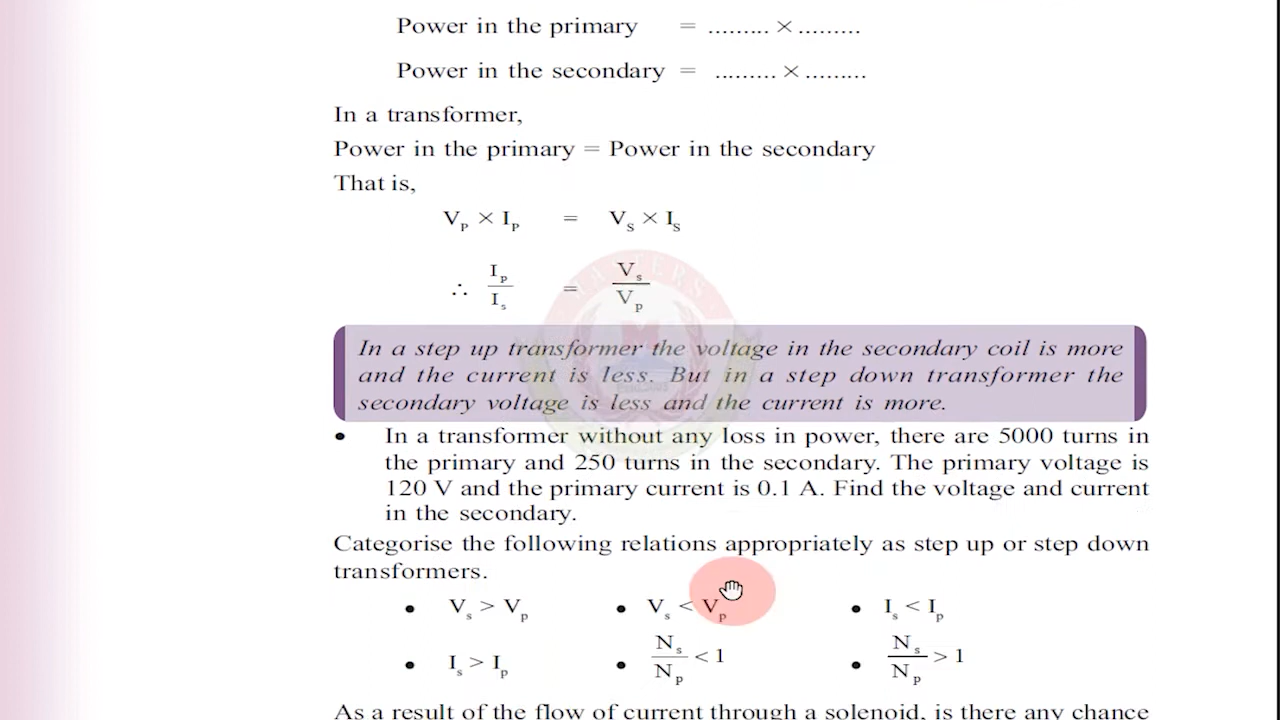 Power in the primary = ......... × .........
Power in the secondary = ......... × .........
In a transformer,
Power in the primary = Power in the secondary
That is,
Vₚ × Iₚ = Vₛ × Iₛ
∴ Iₚ/Iₛ = Vₛ/Vₚ
In a step up transformer the voltage in the secondary coil is more
and the current is less. But in a step down transformer the
secondary voltage is less and the current is more.
• In a transformer without any loss in power, there are 5000 turns in
the primary and 250 turns in the secondary. The primary voltage is
120 V and the primary current is 0.1 A. Find the voltage and current
in the secondary.
Categorise the following relations appropriately as step up or step down
transformers.
• Vₛ > Vₚ • Vₛ < Vₚ • Iₛ < Iₚ
• Iₛ > Iₚ • Nₛ/Nₚ < 1 • Nₛ/Nₚ > 1
As a result of the flow of current through a solenoid, is there any chance